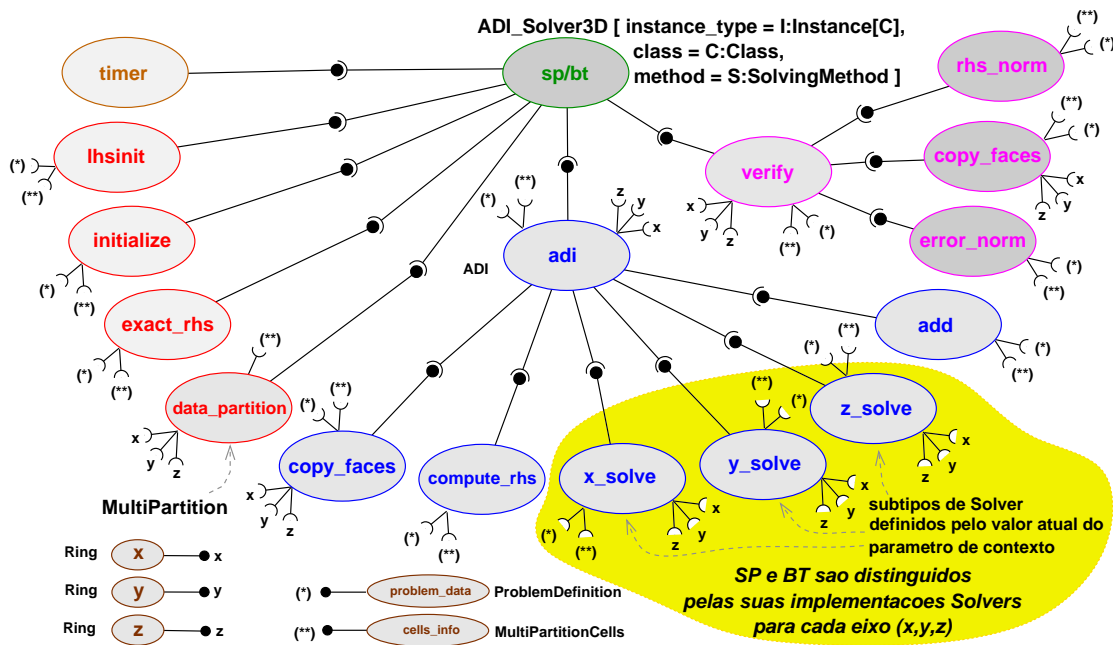 ADI_Solver3D [ instance_type = I:Instance[C],
class = C:Class,
method = S:SolvingMethod ]
timer
sp/bt
(**)
(*)
rhs_norm
lhsinit
(*)
(**)
verify
x
y
z
(**)
(*)
copy_faces
(**)
(*)
x
y
z
initialize
(*)
(**)
(*)
(**)
z
y
x
adi
ADI
error_norm
(*)
(**)
exact_rhs
(*)
(**)
add
(*)
(**)
data_partition
(**)
x
y
z
copy_faces
(*)
(**)
x
y
z
compute_rhs
(*)
(**)
x_solve
(*)
(**)
x
y
z
y_solve
(**)
(*)
x
y
z
z_solve
(*)
(**)
x
y
z
MultiPartition
subtipos de Solver
definidos pelo valor atual do
parametro de contexto
Ring x x
Ring y y
Ring z z
(*) problem_data ProblemDefinition
(**) cells_info MultiPartitionCells
SP e BT sao distinguidos
pelas suas implementacoes Solvers
para cada eixo (x,y,z)